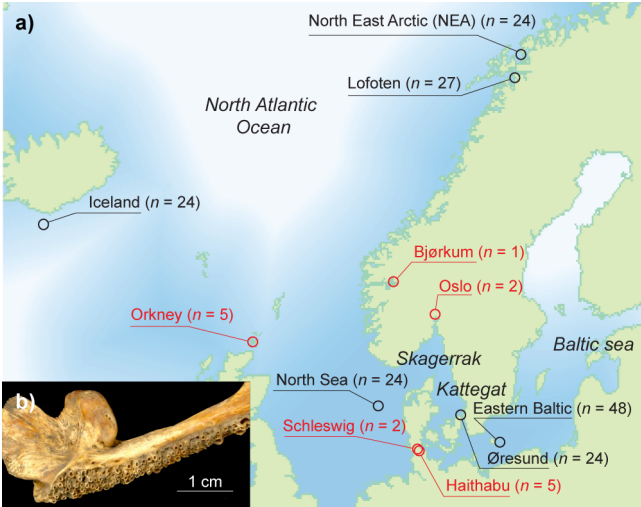 a)
North East Arctic (NEA) (n = 24)
Lofoten (n = 27)
North Atlantic
Ocean
Iceland (n = 24)
Bjørkum (n = 1)
Oslo (n = 2)
Orkney (n = 5)
Skagerrak
Baltic sea
North Sea (n = 24)
Kattegat
b)
Eastern Baltic (n = 48)
Schleswig (n = 2)
Øresund (n = 24)
1 cm
Haithabu (n = 5)